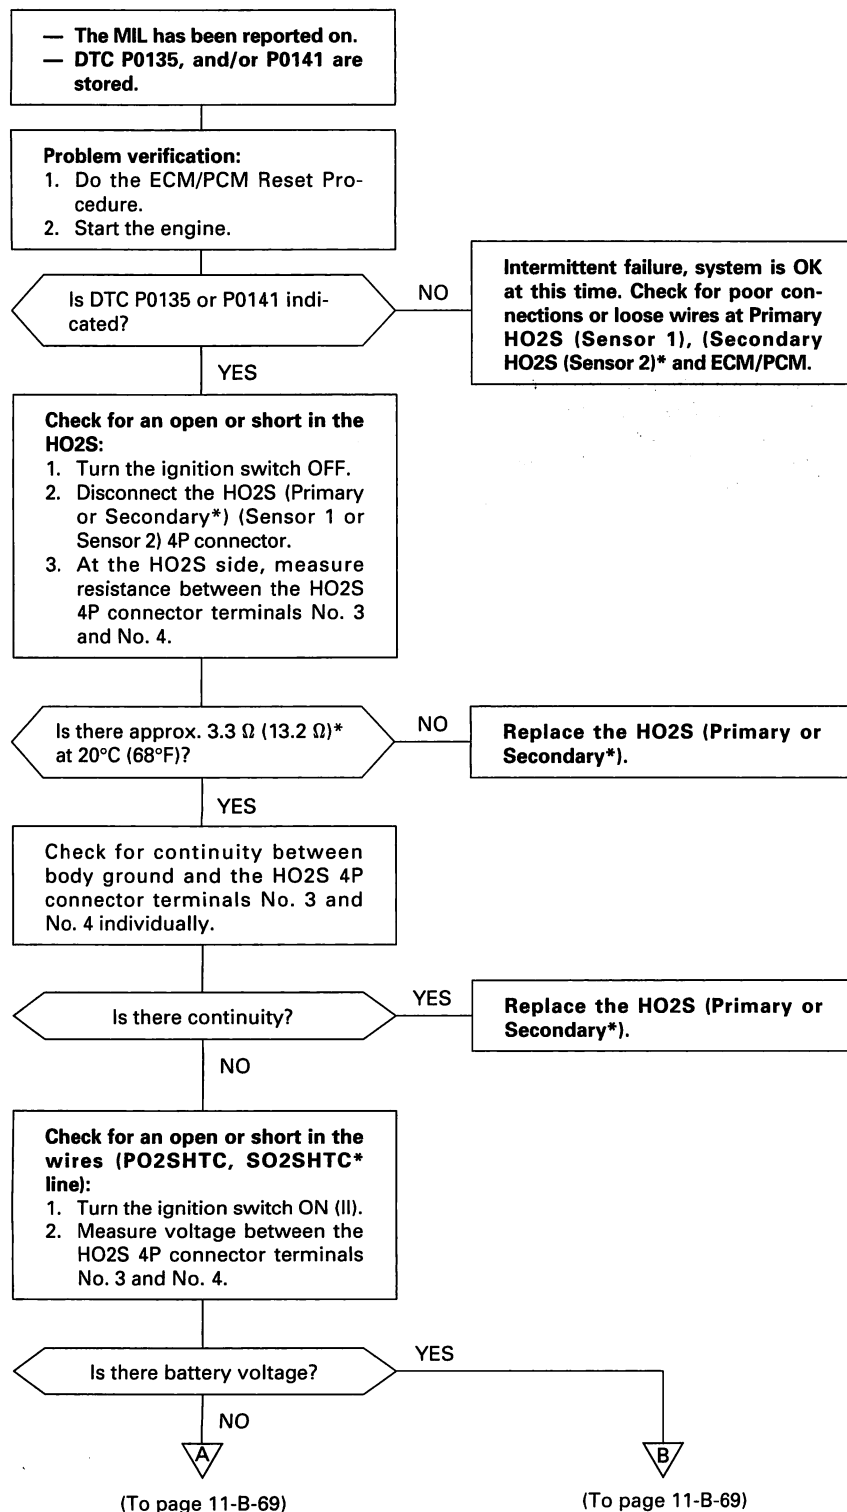 — The MIL has been reported on.
— DTC P0135, and/or P0141 are
stored.
Problem verification:
1. Do the ECM/PCM Reset Pro-
cedure.
2. Start the engine.
Is DTC P0135 or P0141 indi-
cated?
NO
Intermittent failure, system is OK
at this time. Check for poor con-
nections or loose wires at Primary
HO2S (Sensor 1), (Secondary
HO2S (Sensor 2)* and ECM/PCM.
YES
Check for an open or short in the
HO2S:
1. Turn the ignition switch OFF.
2. Disconnect the HO2S (Primary
or Secondary*) (Sensor 1 or
Sensor 2) 4P connector.
3. At the HO2S side, measure
resistance between the HO2S
4P connector terminals No. 3
and No. 4.
Is there approx. 3.3 Ω (13.2 Ω)*
at 20°C (68°F)?
NO
Replace the HO2S (Primary or
Secondary*).
YES
Check for continuity between
body ground and the HO2S 4P
connector terminals No. 3 and
No. 4 individually.
Is there continuity?
YES
Replace the HO2S (Primary or
Secondary*).
NO
Check for an open or short in the
wires (PO2SHTC, SO2SHTC*
line):
1. Turn the ignition switch ON (II).
2. Measure voltage between the
HO2S 4P connector terminals
No. 3 and No. 4.
Is there battery voltage?
YES
NO
A
B
(To page 11-B-69)
(To page 11-B-69)